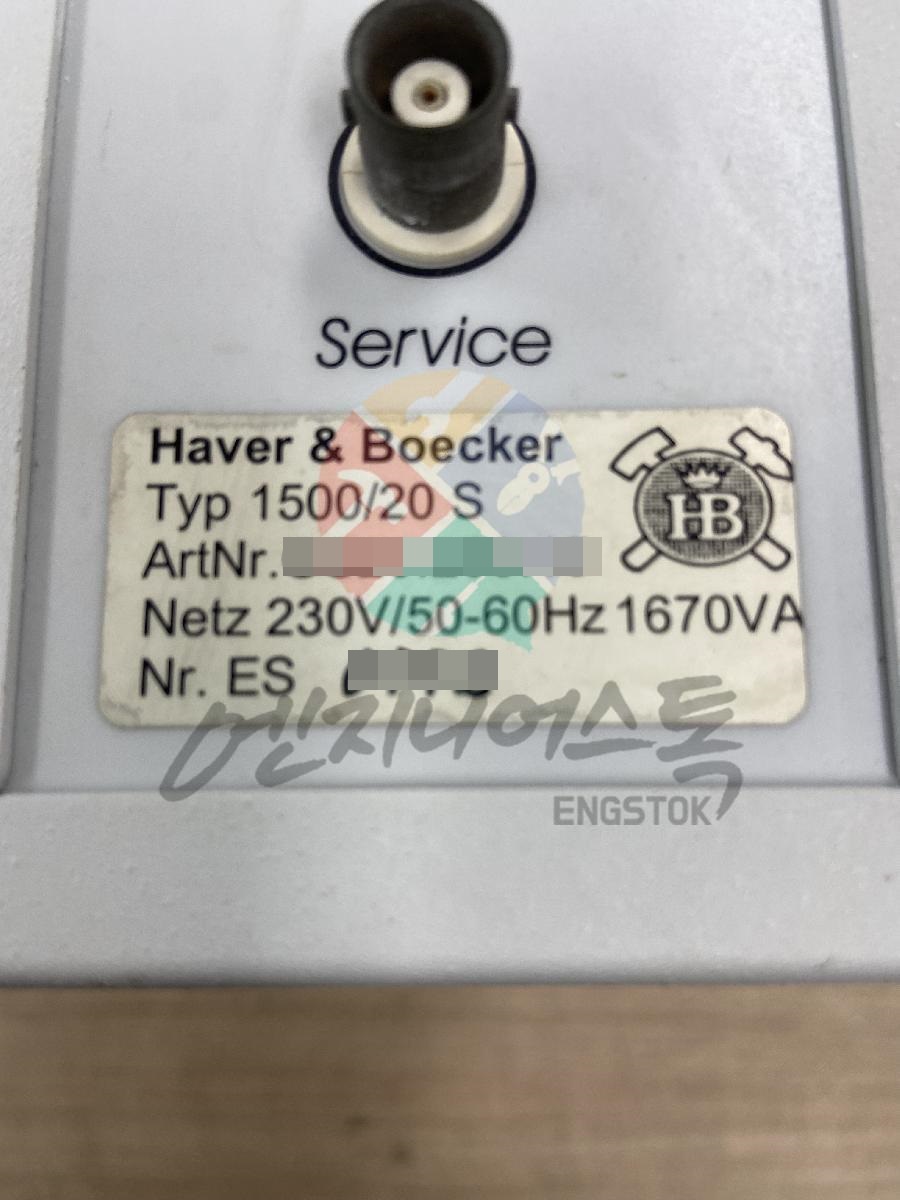 Service
Haver & Boecker
Typ 1500/20 S
ArtNr.
Netz 230V/50-60Hz 1670VA
Nr. ES
HB
엔지니어스톡
ENGSTOK